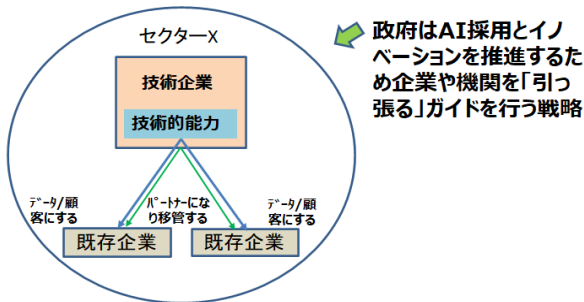 セクターX
政府はAI採用とイノ
ベーションを推進するた
め企業や機関を「引っ
張る」ガイドを行う戦略
技術企業
技術的能力
ﾃﾞｰﾀ/顧
客にする
ﾊﾟｰﾄﾅｰにな
り移管する
ﾃﾞｰﾀ/顧
客にする
既存企業
既存企業